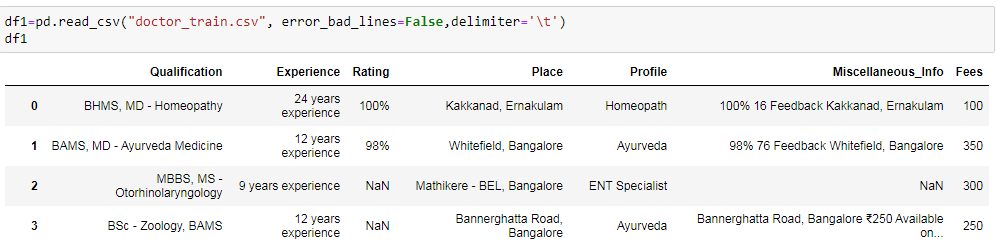 df1=pd.read_csv("doctor_train.csv", error_bad_lines=False,delimiter='\t')
df1
Qualification Experience Rating Place Profile Miscellaneous_Info Fees
0 BHMS, MD - Homeopathy 24 years experience 100% Kakkanad, Ernakulam Homeopath 100% 16 Feedback Kakkanad, Ernakulam 100
1 BAMS, MD - Ayurveda Medicine 12 years experience 98% Whitefield, Bangalore Ayurveda 98% 76 Feedback Whitefield, Bangalore 350
2 MBBS, MS - Otorhinolaryngology 9 years experience NaN Mathikere - BEL, Bangalore ENT Specialist NaN 300
3 BSc - Zoology, BAMS 12 years experience NaN Bannerghatta Road, Bangalore Ayurveda Bannerghatta Road, Bangalore ₹250 Available on... 250